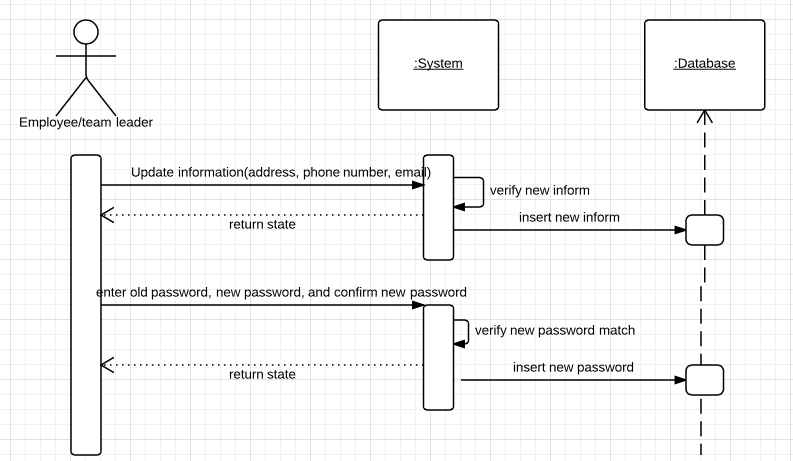 :System
:Database
Employee/team leader
Update information(address, phone number, email)
verify new inform
insert new inform
return state
enter old password, new password, and confirm new password
verify new password match
insert new password
return state